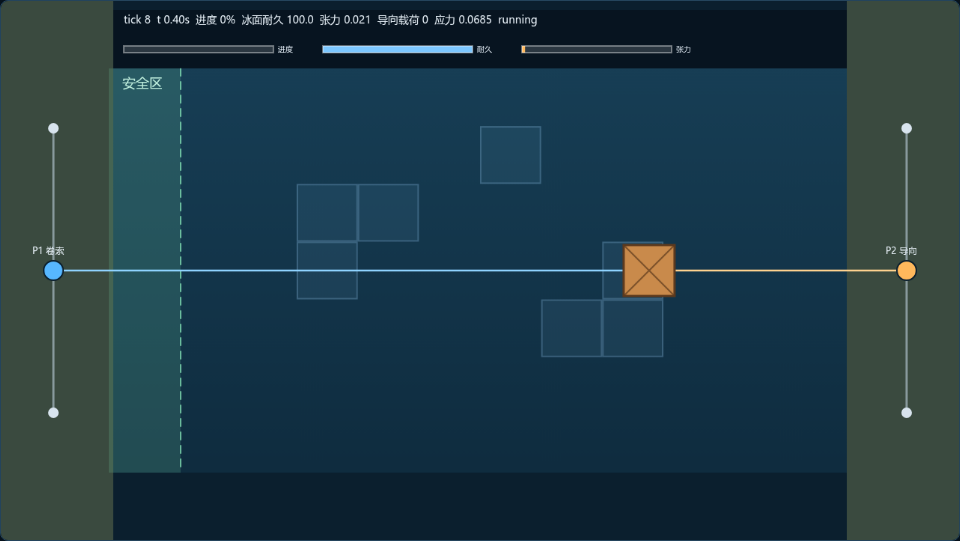 tick 8 t 0.40s 进度 0% 冰面耐久 100.0 张力 0.021 导向载荷 0 应力 0.0685 running
进度 耐久 张力
安全区
P1 卷索 P2 导向